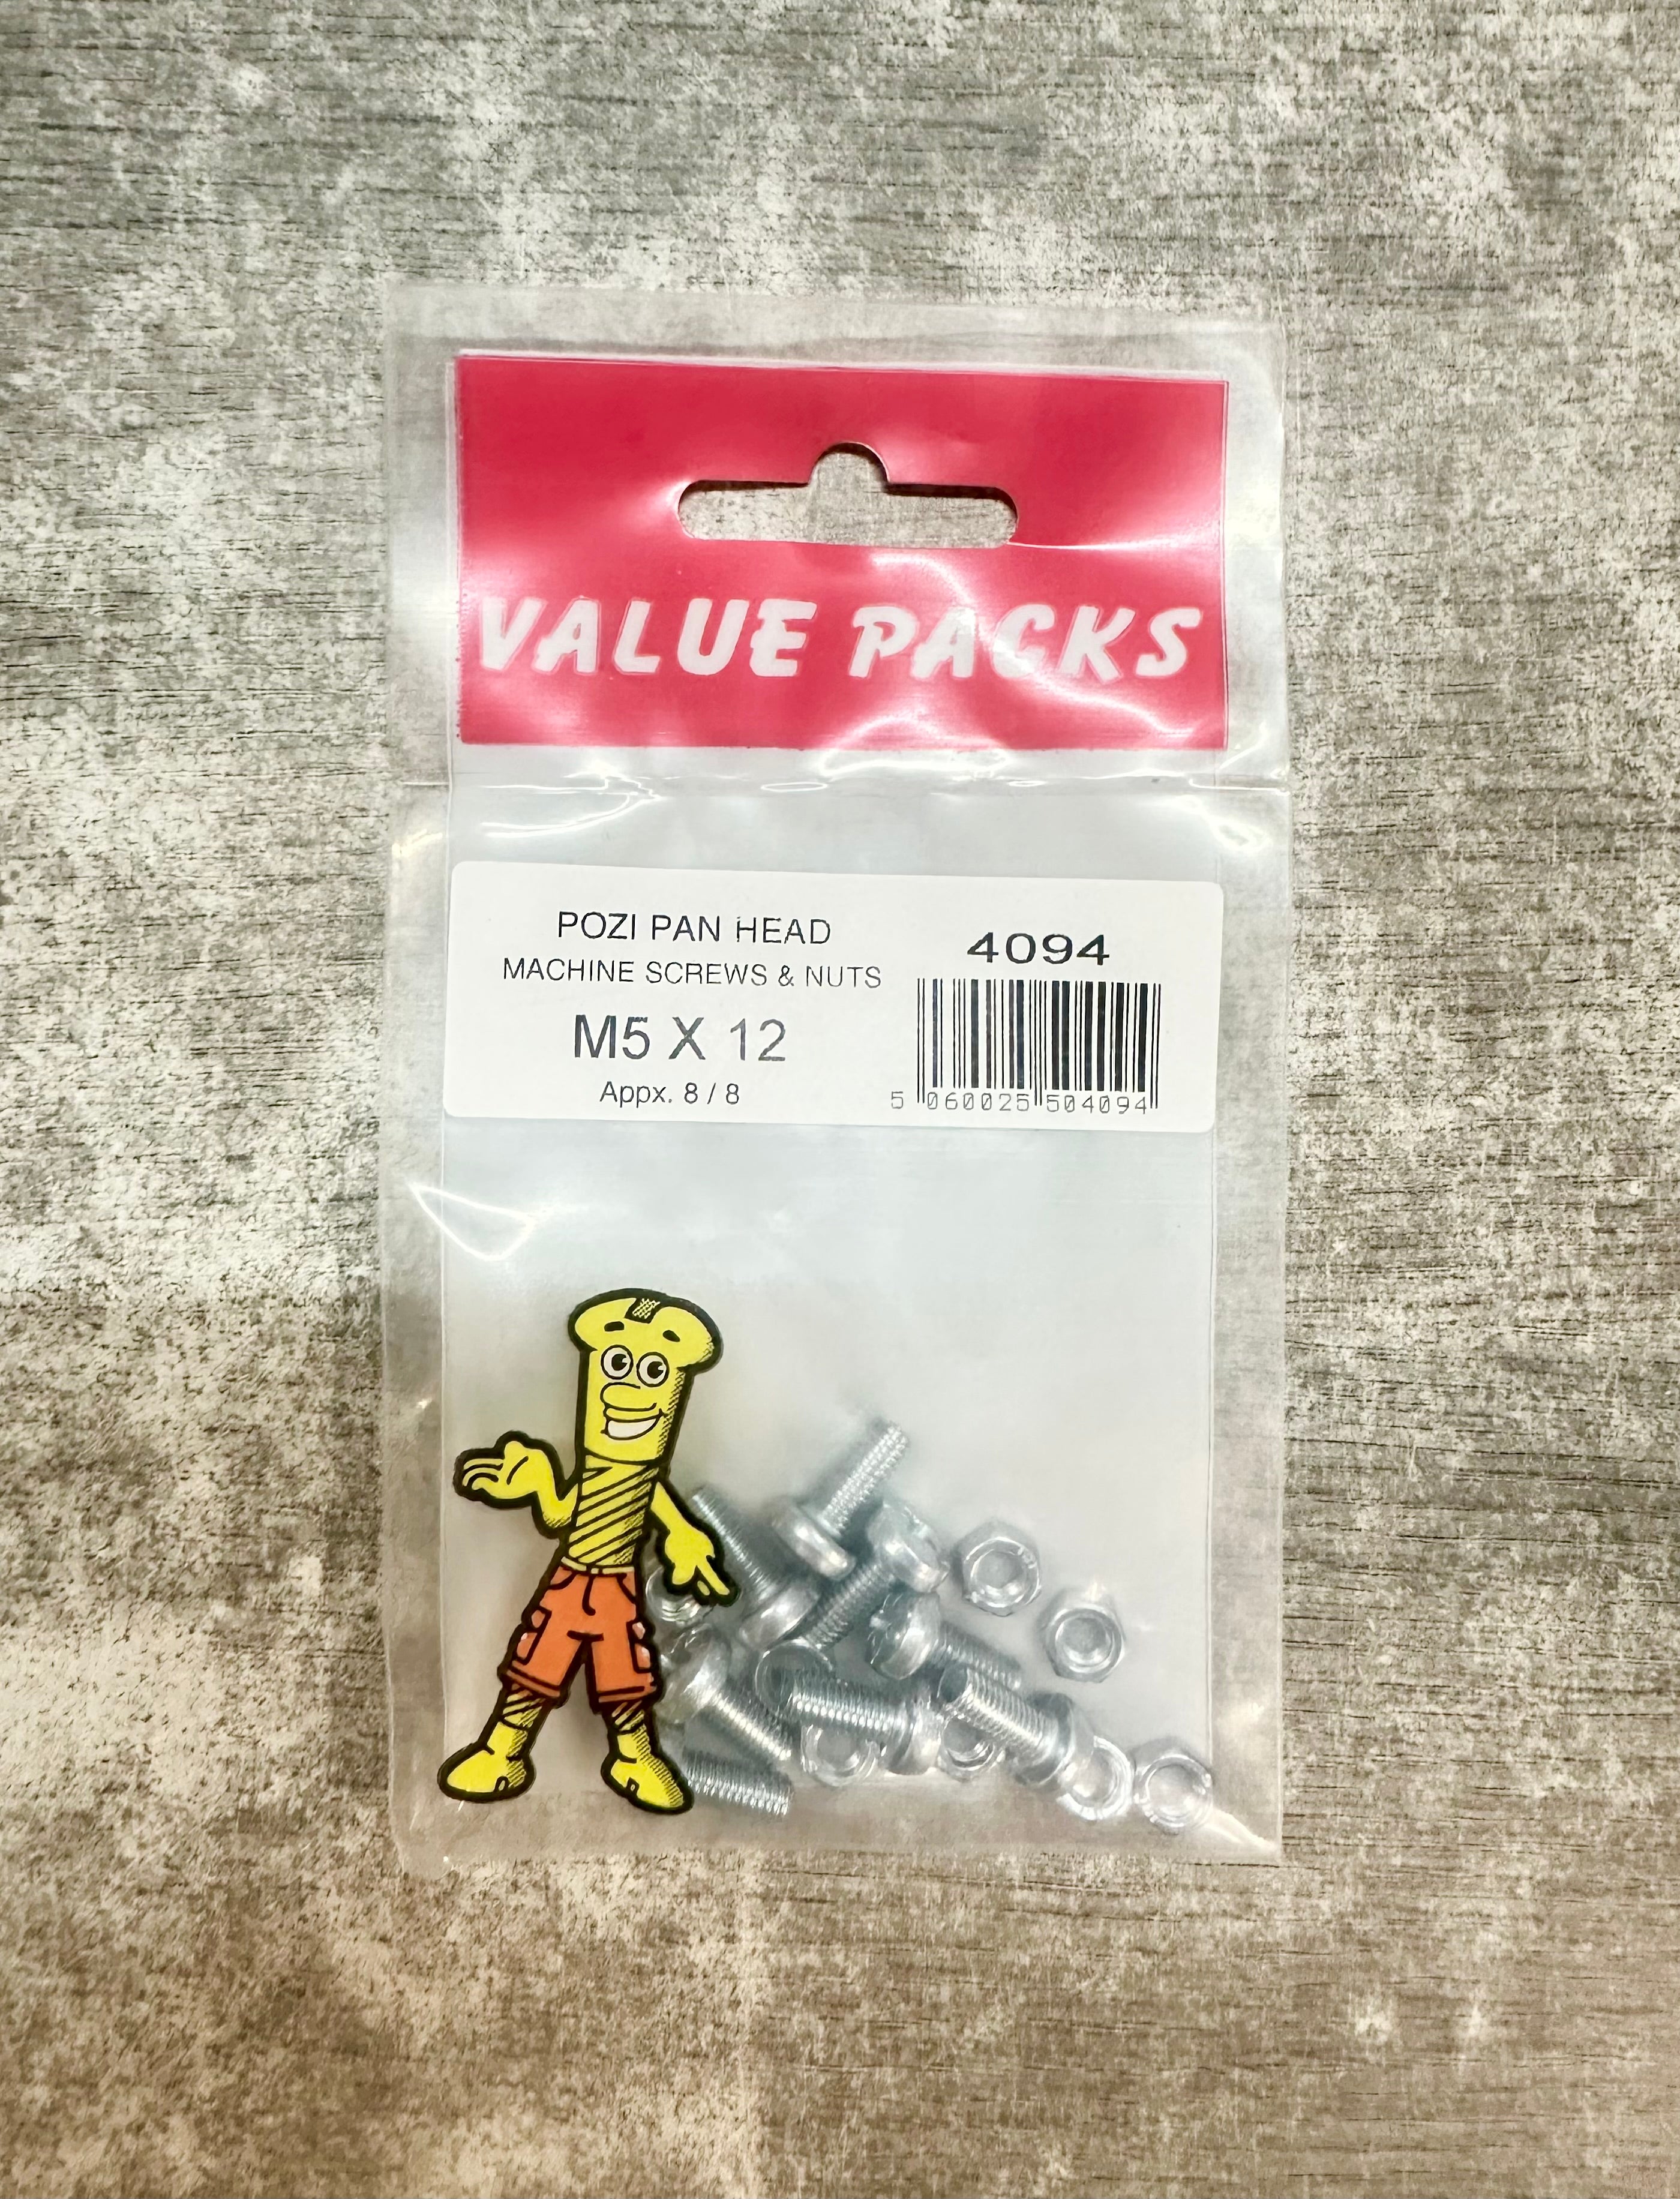 VALUE PACKS
POZI PAN HEAD
MACHINE SCREWS & NUTS
M5 X 12
Appx. 8 / 8
4094
5 060025 504094